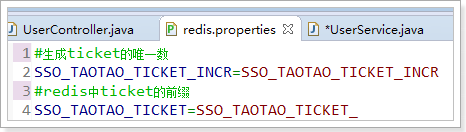 UserController.java redis.properties *UserService.java
1 #生成ticket的唯一数
2 SSO_TAOTAO_TICKET_INCR=SSO_TAOTAO_TICKET_INCR
3 #redis中ticket的前缀
4 SSO_TAOTAO_TICKET=SSO_TAOTAO_TICKET_